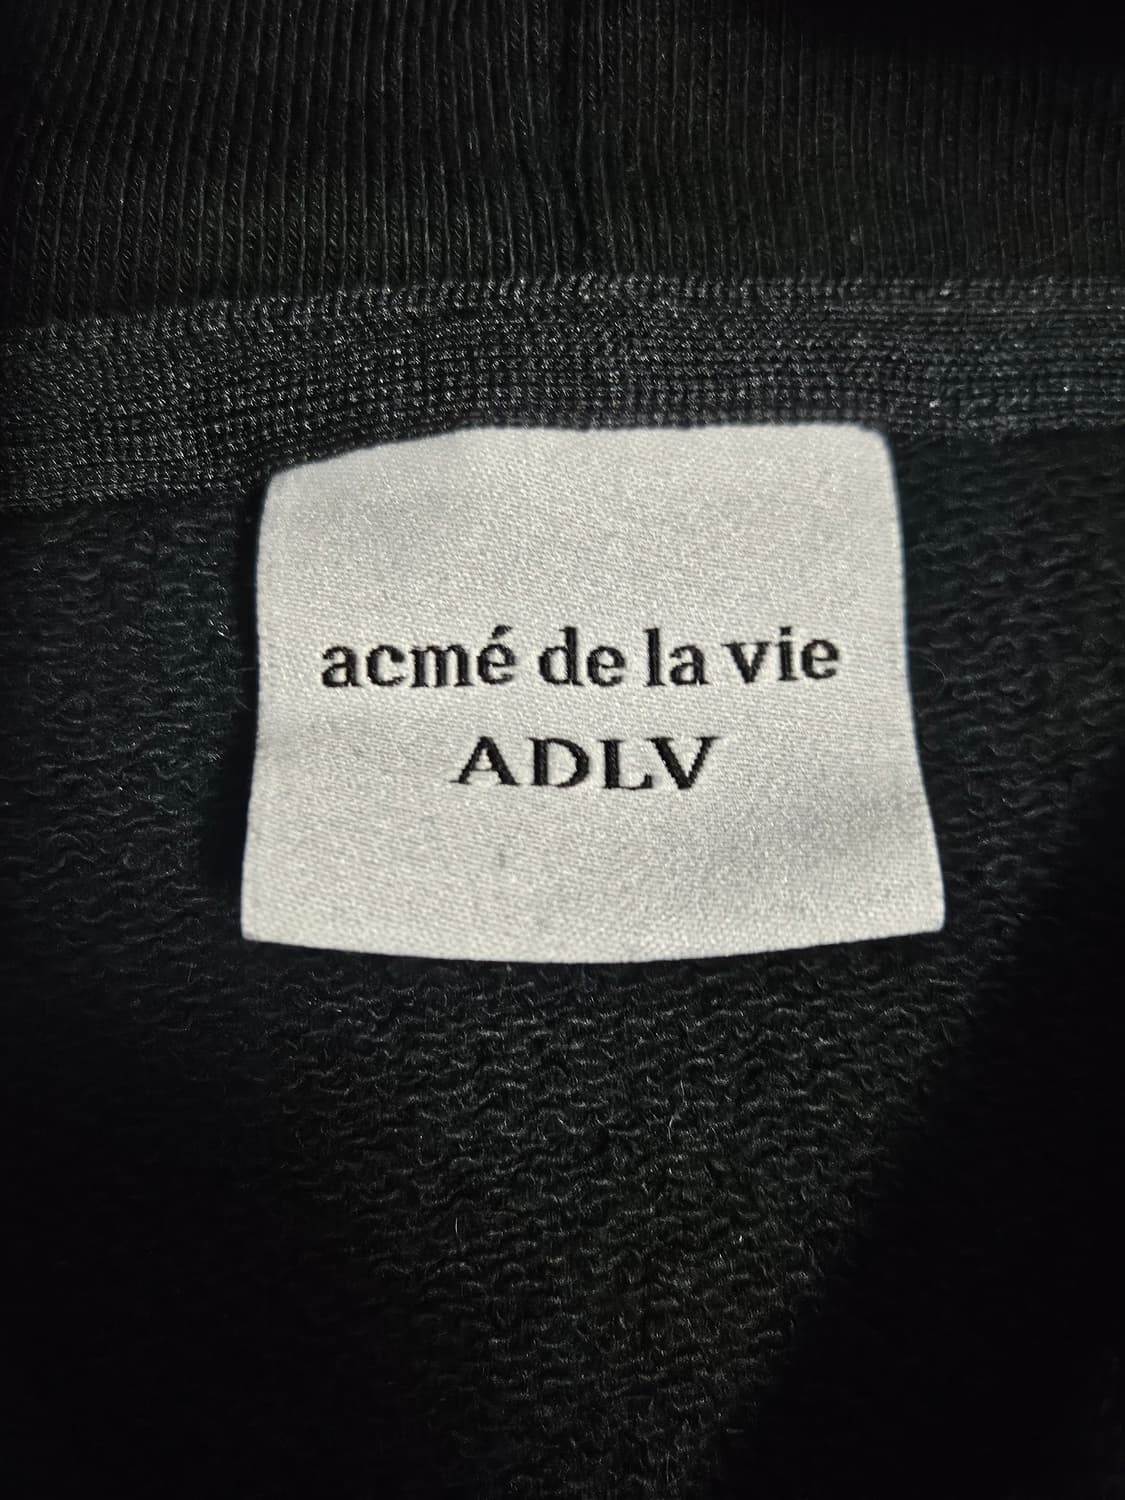 acmé de la vie
ADLV